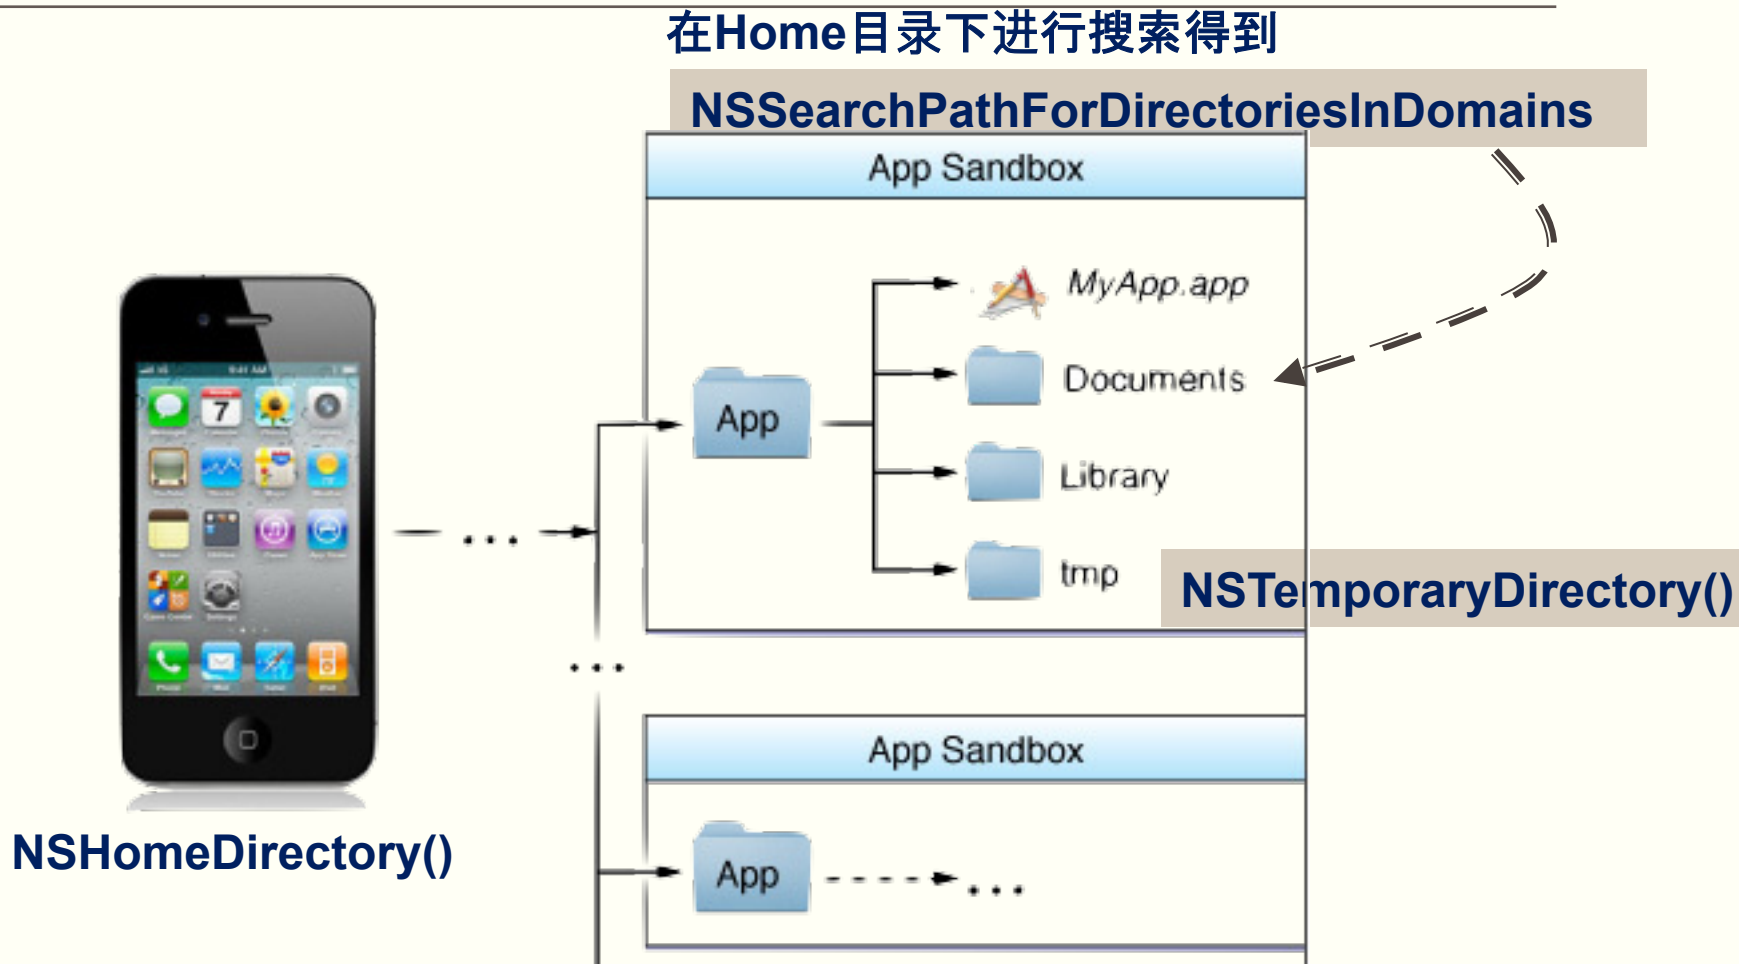 在Home目录下进行搜索得到
NSSearchPathForDirectoriesInDomains
App Sandbox
MyApp.app
Documents
App
Library
tmp
NSTemporaryDirectory()
...
...
App Sandbox
NSHomeDirectory()
App
...
7